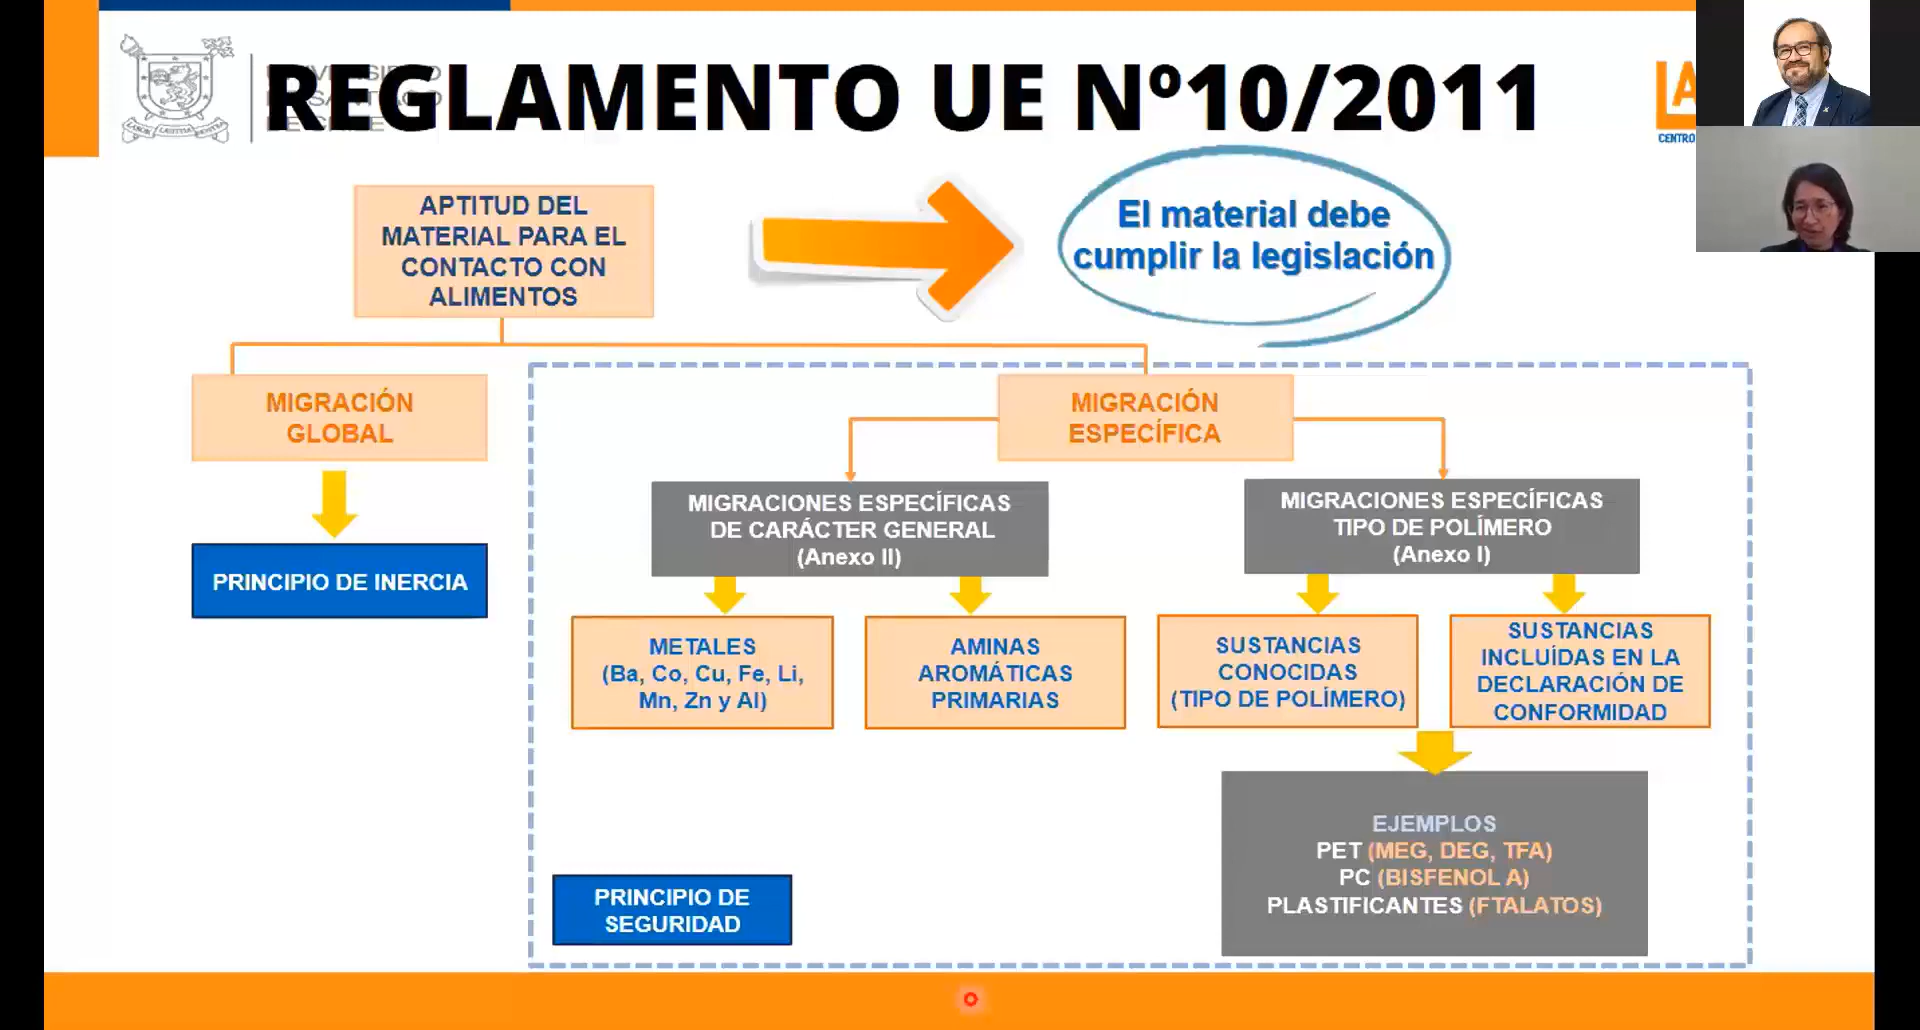 REGLAMENTO UE Nº10/2011
CENTRO
APTITUD DEL
MATERIAL PARA EL
CONTACTO CON
ALIMENTOS
El material debe
cumplir la legislación
MIGRACIÓN
GLOBAL
MIGRACIÓN
ESPECÍFICA
PRINCIPIO DE INERCIA
MIGRACIONES ESPECÍFICAS
DE CARÁCTER GENERAL
(Anexo II)
MIGRACIONES ESPECÍFICAS
TIPO DE POLÍMERO
(Anexo I)
METALES
(Ba, Co, Cu, Fe, Li,
Mn, Zn y Al)
AMINAS
AROMÁTICAS
PRIMARIAS
SUSTANCIAS
CONOCIDAS
(TIPO DE POLÍMERO)
SUSTANCIAS
INCLUÍDAS EN LA
DECLARACIÓN DE
CONFORMIDAD
EJEMPLOS
PET (MEG, DEG, TFA)
PC (BISFENOL A)
PLASTIFICANTES (FTALATOS)
PRINCIPIO DE
SEGURIDAD